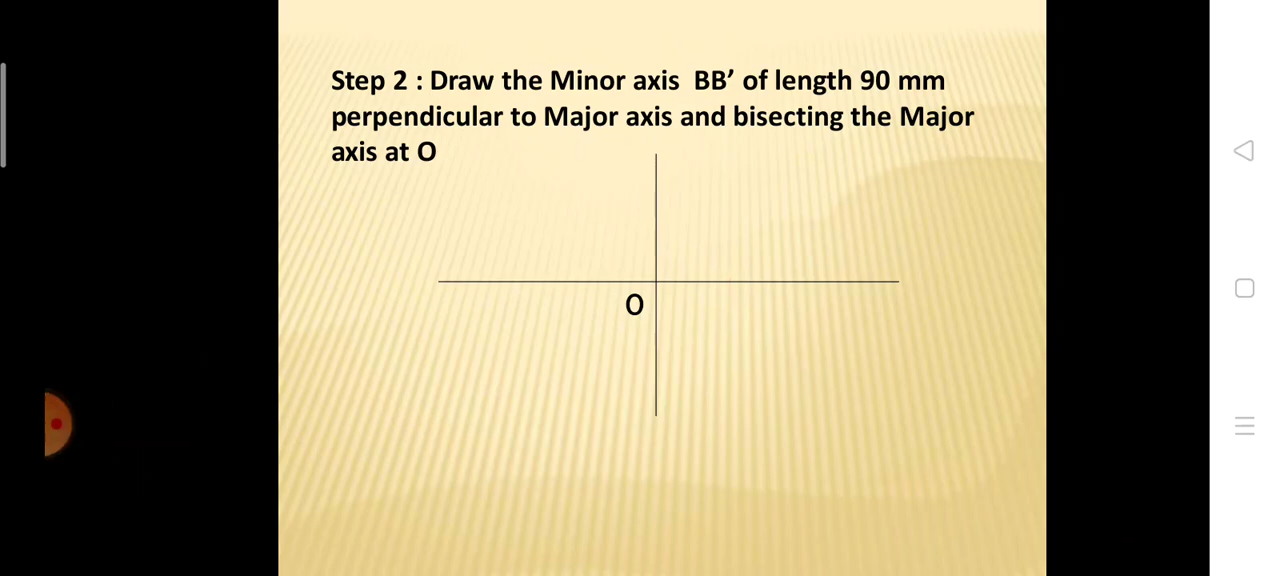 Step 2 : Draw the Minor axis  BB’ of length 90 mm
perpendicular to Major axis and bisecting the Major
axis at O
O